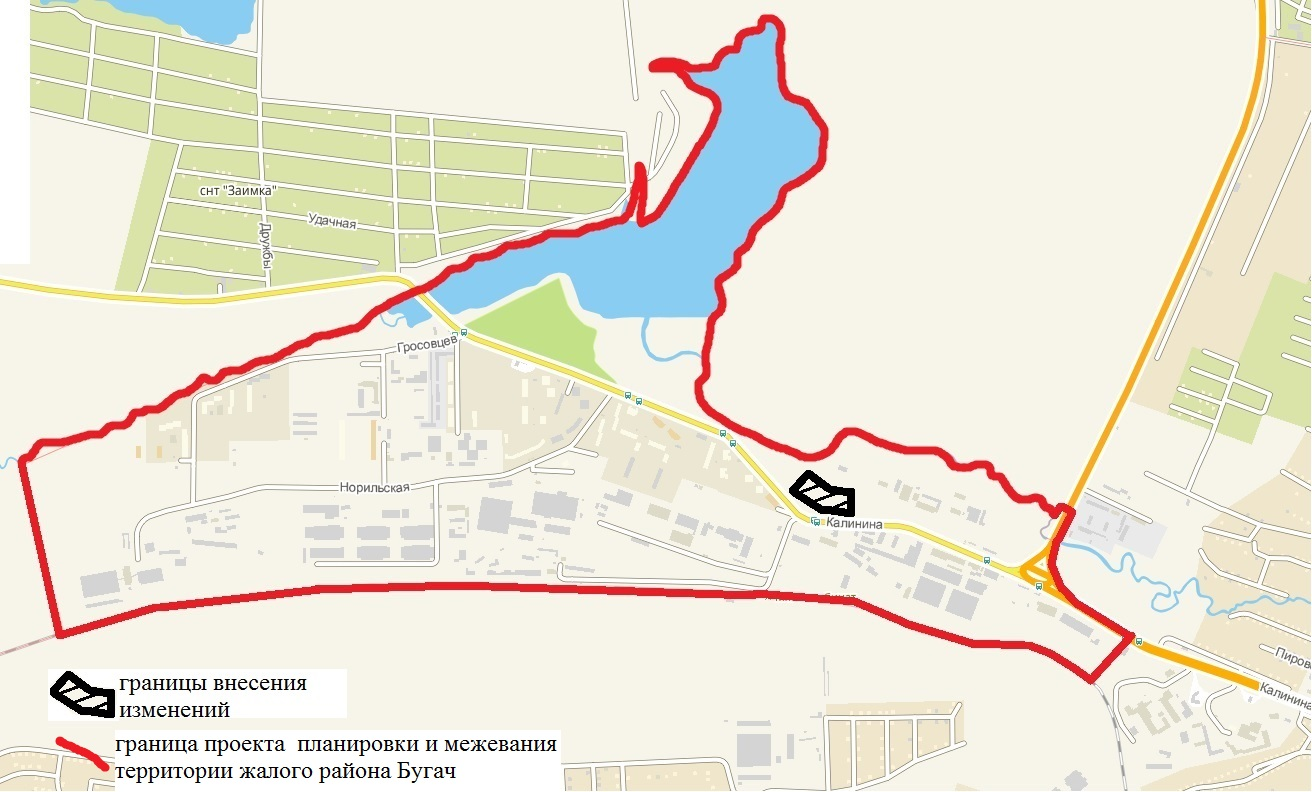 снт "Заимка"
Удачная
Дружбы
Гросовцев
Норильская
Калинина
Пиров
Калинина
границы внесения
изменений
граница проекта планировки и межевания
территории жалого района Бугач